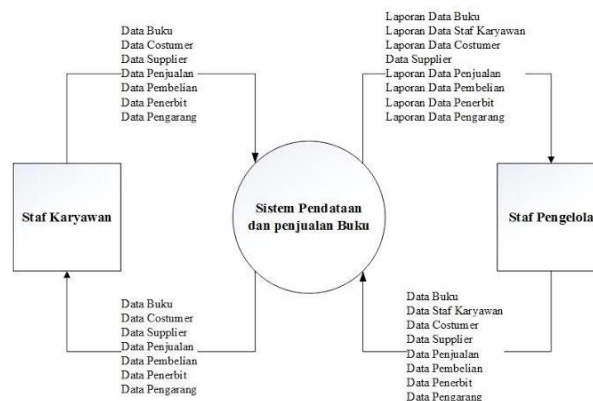 Data Buku
Data Costumer
Data Supplier
Data Penjualan
Data Pembelian
Data Penerbit
Data Pengarang
Laporan Data Buku
Laporan Data Staf Karyawan
Laporan Data Costumer
Data Supplier
Laporan Data Penjualan
Laporan Data Pembelian
Laporan Data Penerbit
Laporan Data Pengarang
Staf Karyawan
Sistem Pendataan
dan penjualan Buku
Staf Pengelola
Data Buku
Data Costumer
Data Supplier
Data Penjualan
Data Pembelian
Data Penerbit
Data Pengarang
Data Buku
Data Staf Karyawan
Data Costumer
Data Supplier
Data Penjualan
Data Pembelian
Data Penerbit
Data Pengarang